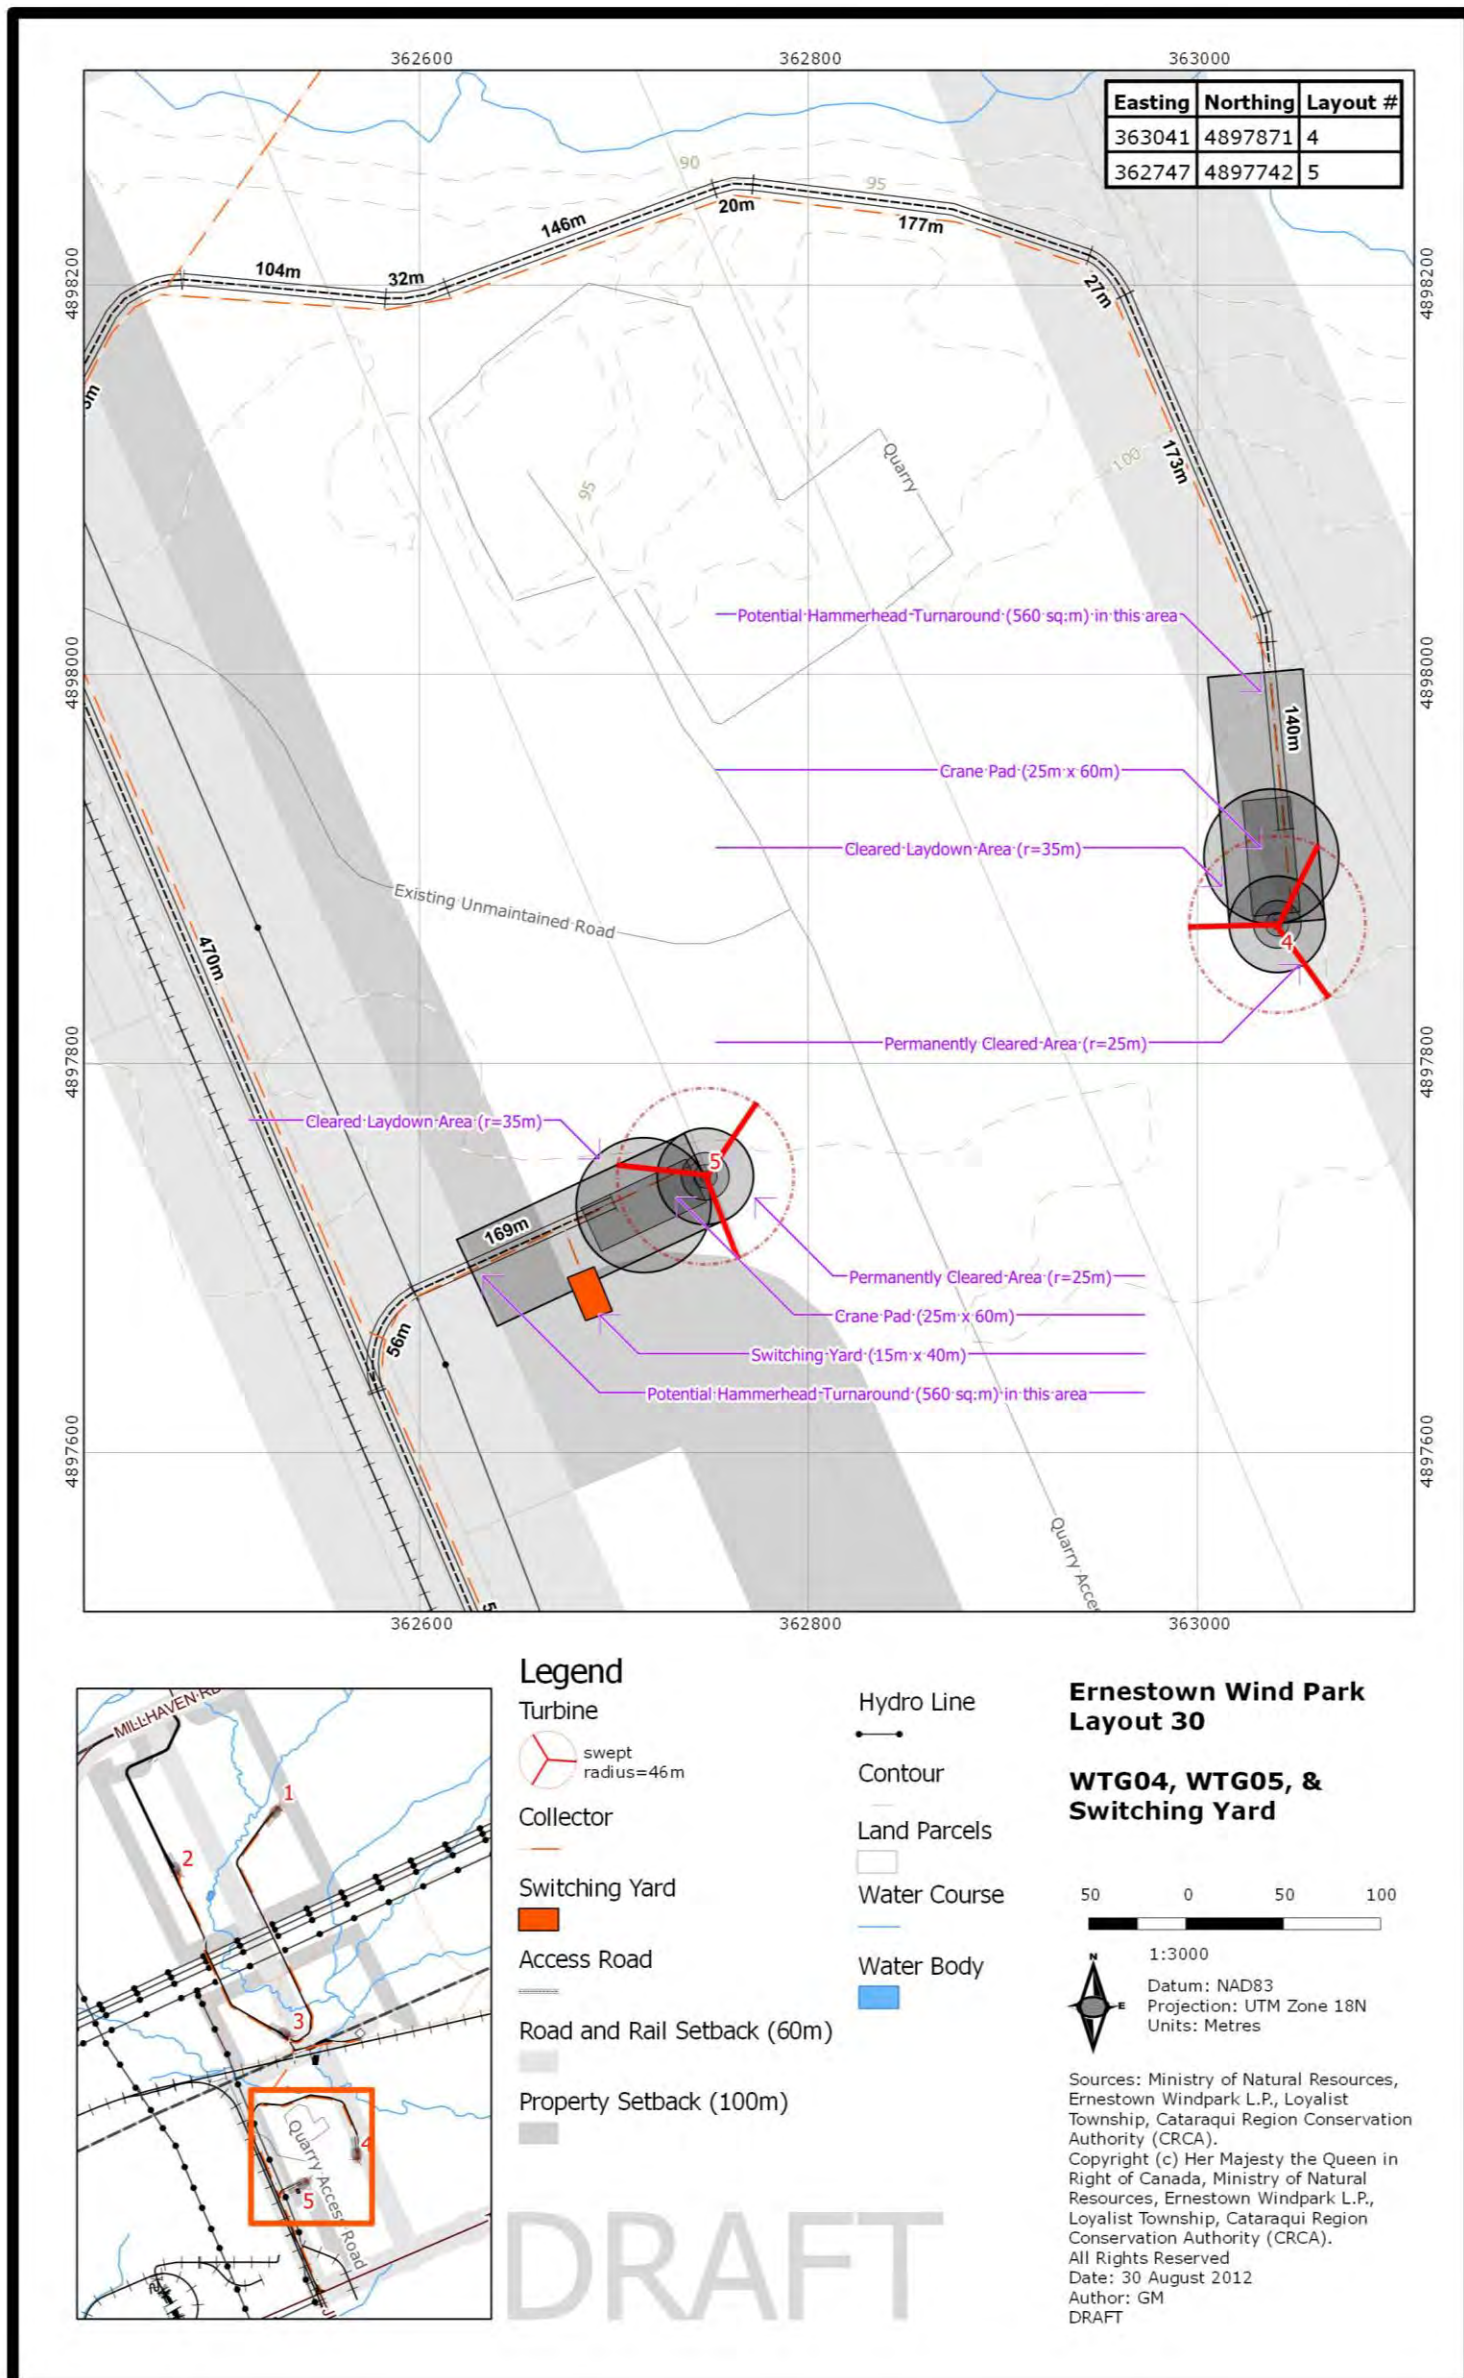 362600
362800
363000
Easting Northing Layout #
363041 4897871 4
362747 4897742 5
90
95
146m
20m
177m
104m
32m
27m
4898200
4898200
Quarry
100
173m
95
Potential Hammerhead Turnaround (560 sq.m) in this area
4898000
4898000
140m
Crane Pad (25m x 60m)
Cleared Laydown Area (r=35m)
Existing Unmaintained Road
470m
4
Permanently Cleared Area (r=25m)
4897800
4897800
Cleared Laydown Area (r=35m)
5
169m
Permanently Cleared Area (r=25m)
Crane Pad (25m x 60m)
56m
Switching Yard (15m x 40m)
Potential Hammerhead Turnaround (560 sq.m) in this area
4897600
4897600
Quarry Acce
5
362600
362800
363000
MILLHAVEN RD
1
2
3
4
5
Quarry Access Road
Legend
Turbine
swept
radius=46m
Collector
Switching Yard
Access Road
Road and Rail Setback (60m)
Property Setback (100m)
Hydro Line
Contour
Land Parcels
Water Course
Water Body
Ernestown Wind Park
Layout 30
WTG04, WTG05, &
Switching Yard
50 0 50 100
1:3000
N
E
Datum: NAD83
Projection: UTM Zone 18N
Units: Metres
Sources: Ministry of Natural Resources,
Ernestown Windpark L.P., Loyalist
Township, Cataraqui Region Conservation
Authority (CRCA).
Copyright (c) Her Majesty the Queen in
Right of Canada, Ministry of Natural
Resources, Ernestown Windpark L.P.,
Loyalist Township, Cataraqui Region
Conservation Authority (CRCA).
All Rights Reserved
Date: 30 August 2012
Author: GM
DRAFT
DRAFT